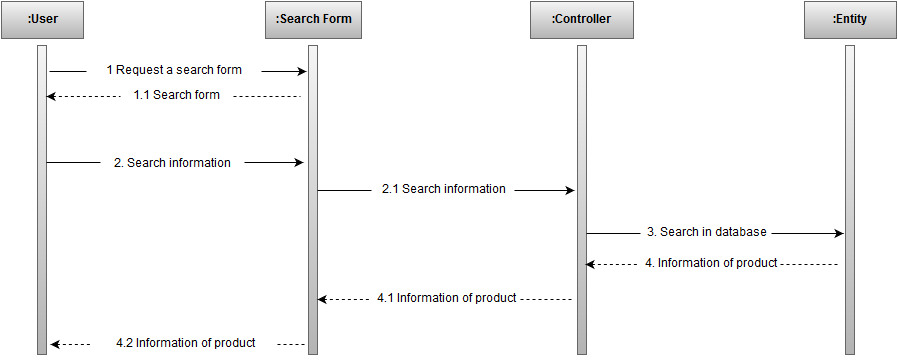 :User
:Search Form
:Controller
:Entity
1 Request a search form
1.1 Search form
2. Search information
2.1 Search information
3. Search in database
4. Information of product
4.1 Information of product
4.2 Information of product